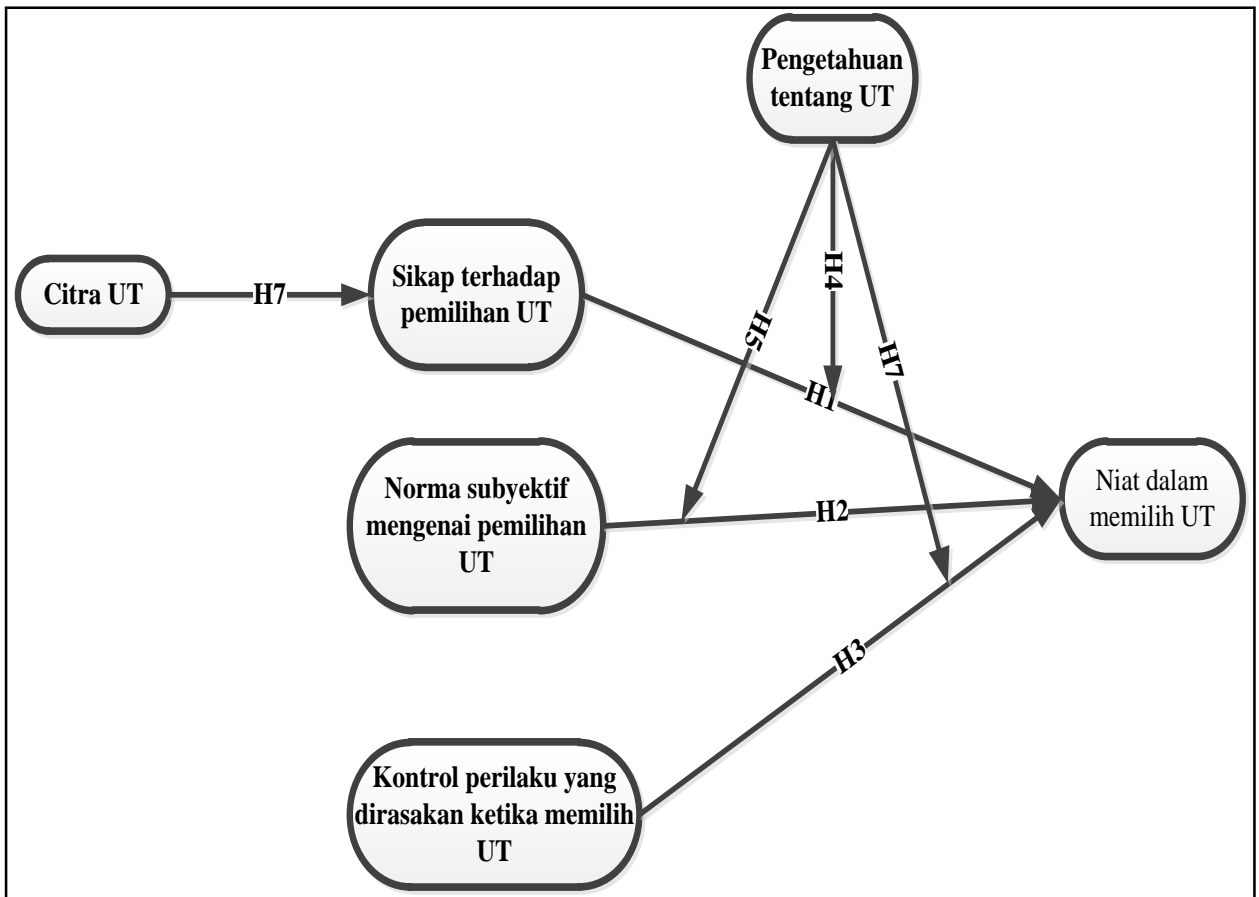 Pengetahuan
tentang UT
Citra UT
H7
Sikap terhadap
pemilihan UT
H5
H4
H7
H1
Norma subyektif
mengenai pemilihan
UT
H2
Niat dalam
memilih UT
H3
Kontrol perilaku yang
dirasakan ketika memilih
UT